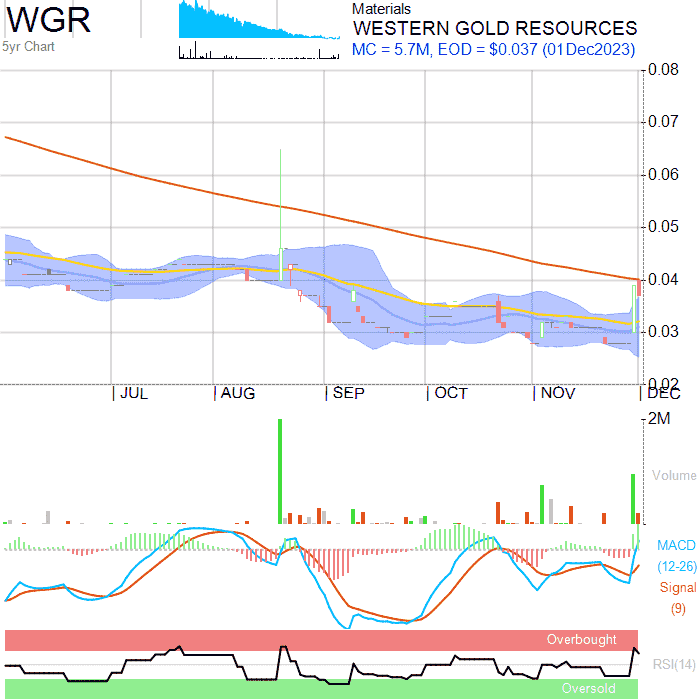 WGR
5yr Chart
Materials
WESTERN GOLD RESOURCES
MC = 5.7M, EOD = $0.037 (01Dec2023)
0.08
0.07
0.06
0.05
0.04
0.03
0.02
JUL AUG SEP OCT NOV DEC
2M
Volume
MACD
(12-26)
Signal
(9)
Overbought
RSI(14)
Oversold